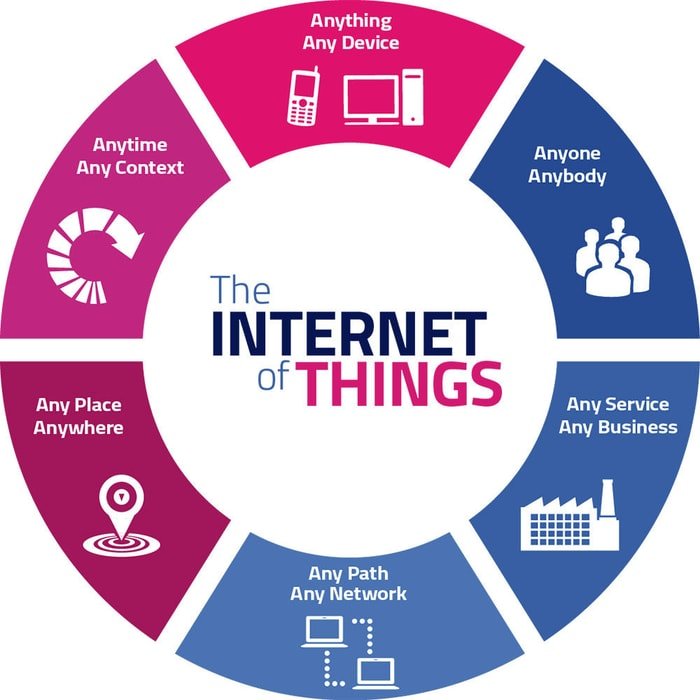 Anything
Any Device
Anyone
Anybody
Any Service
Any Business
Any Path
Any Network
Any Place
Anywhere
Anytime
Any Context
The
INTERNET
of THINGS